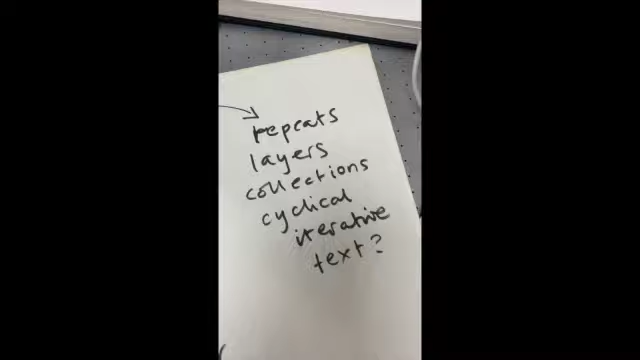 repeats
layers
collections
cyclical
iterative
text?